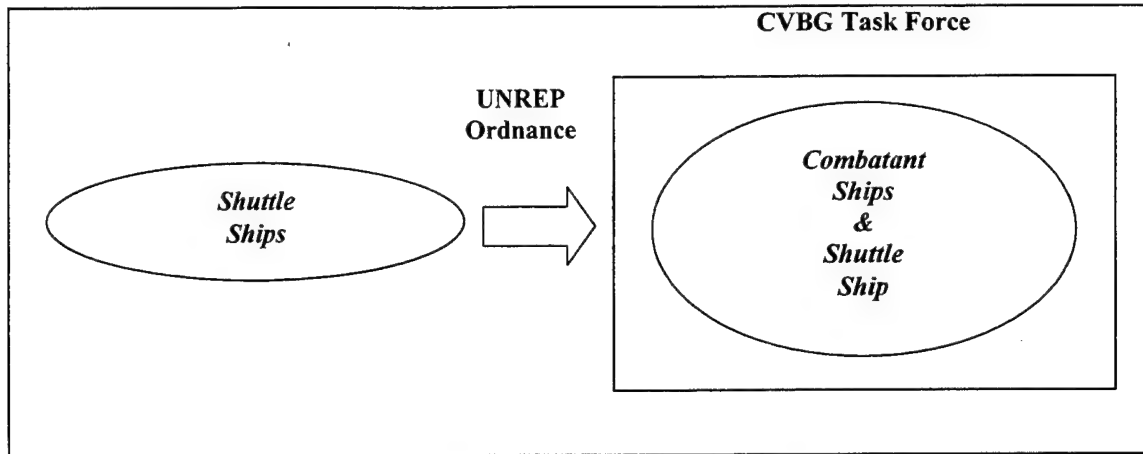 CVBG Task Force
UNREP
Ordnance
Shuttle
Ships
Combatant
Ships
&
Shuttle
Ship